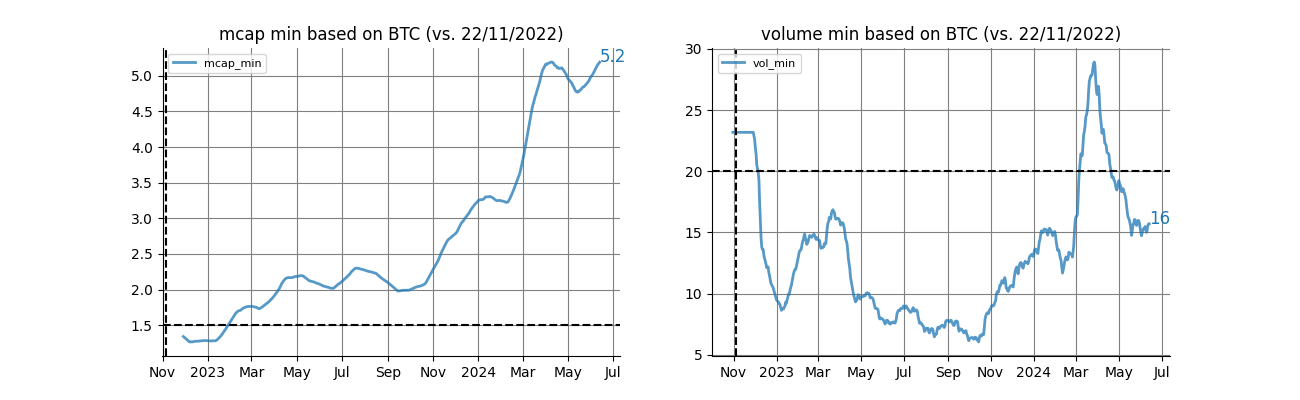 mcap min based on BTC (vs. 22/11/2022)
mcap_min
5.2
5.0
4.5
4.0
3.5
3.0
2.5
2.0
1.5
Nov 2023 Mar May Jul Sep Nov 2024 Mar May Jul
volume min based on BTC (vs. 22/11/2022)
vol_min
30
25
20
15
10
5
16
Nov 2023 Mar May Jul Sep Nov 2024 Mar May Jul